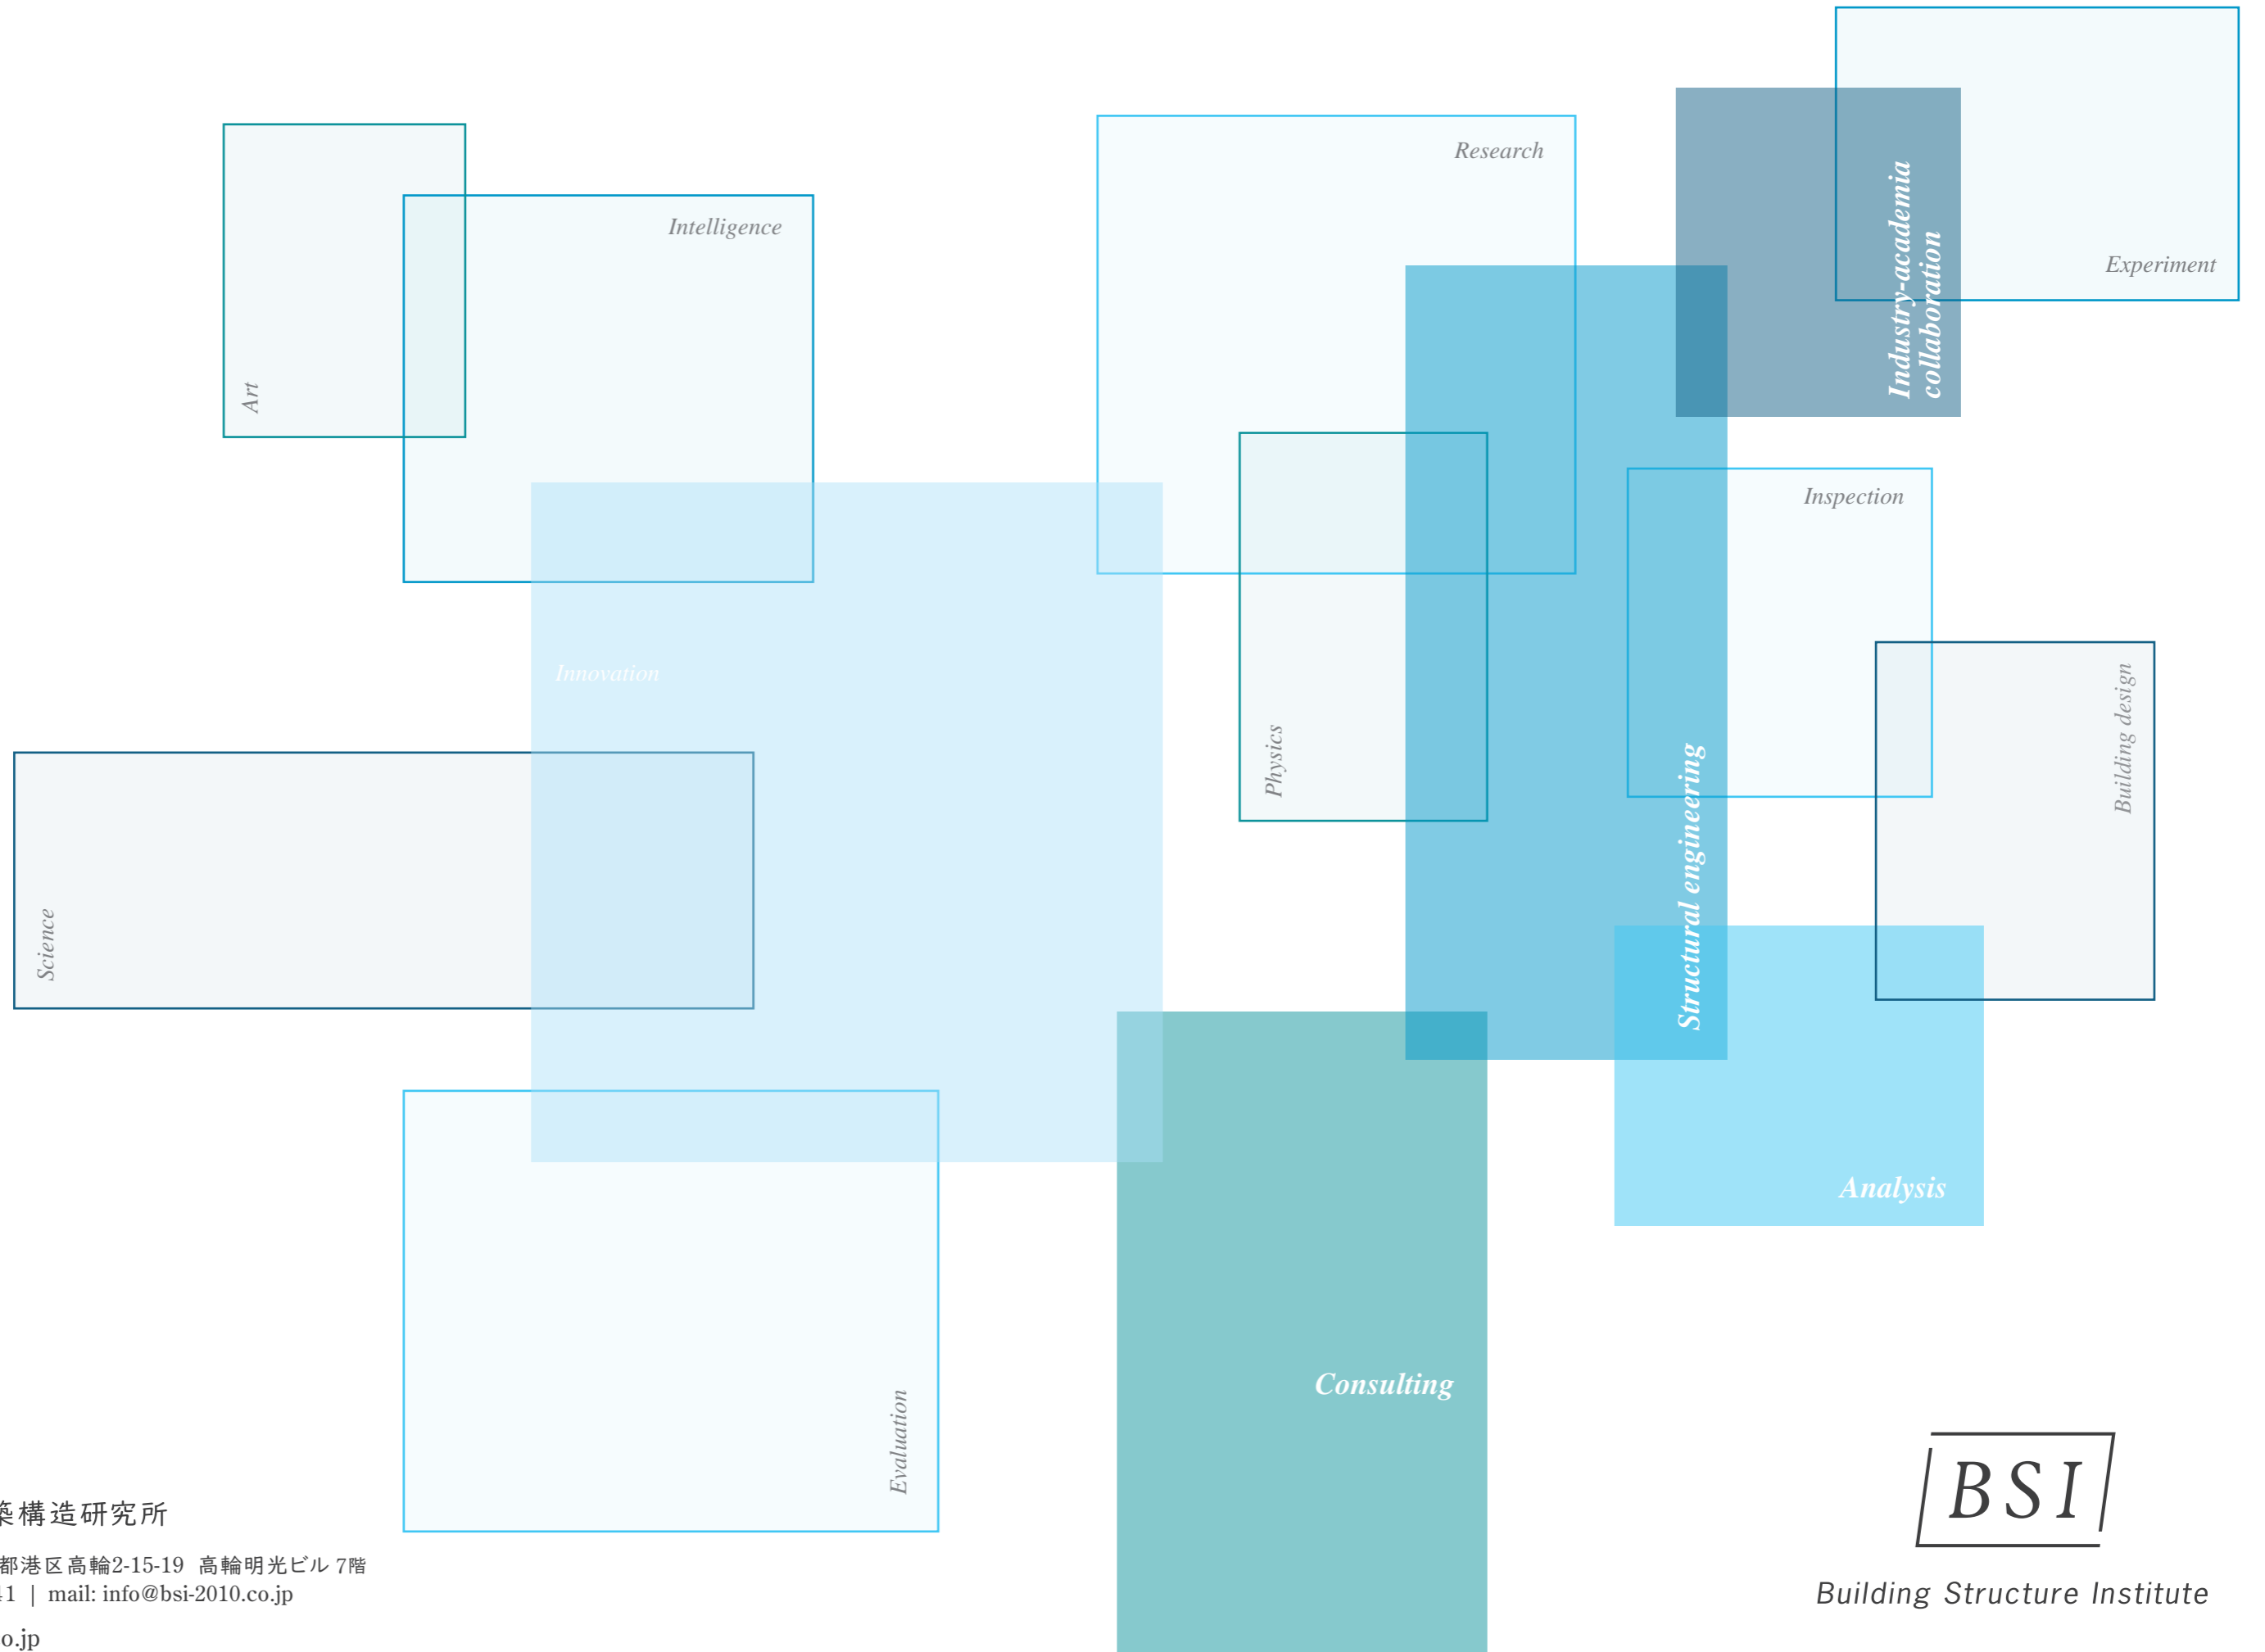 Research
Intelligence
Industry-academia
collaboration
Experiment
Art
Inspection
Innovation
Building design
Physics
Structural engineering
Science
Analysis
Consulting
Evaluation
BSI
Building Structure Institute
築構造研究所
都港区高輪2-15-19 高輪明光ビル 7階
1 | mail: info@bsi-2010.co.jp
o.jp